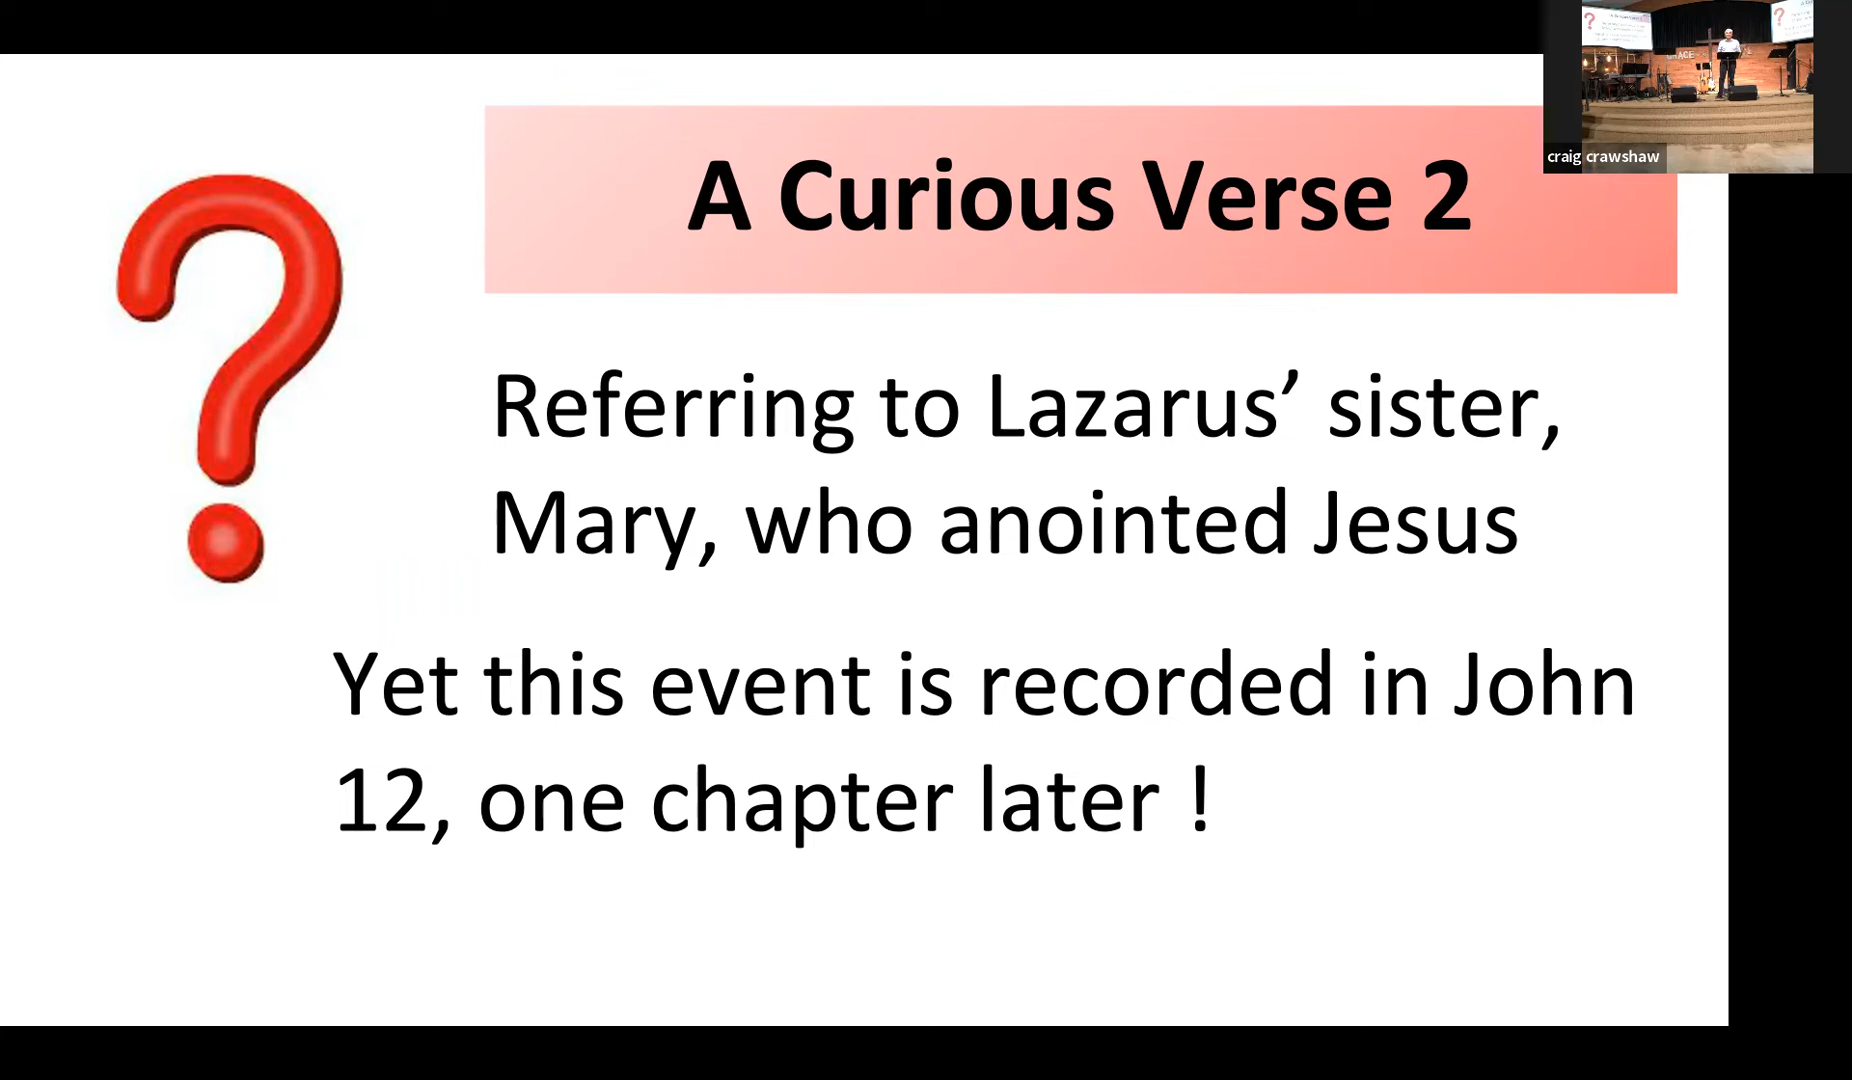 A Curious Verse 2
craig crawshaw
Referring to Lazarus’ sister,
Mary, who anointed Jesus
Yet this event is recorded in John
12, one chapter later !